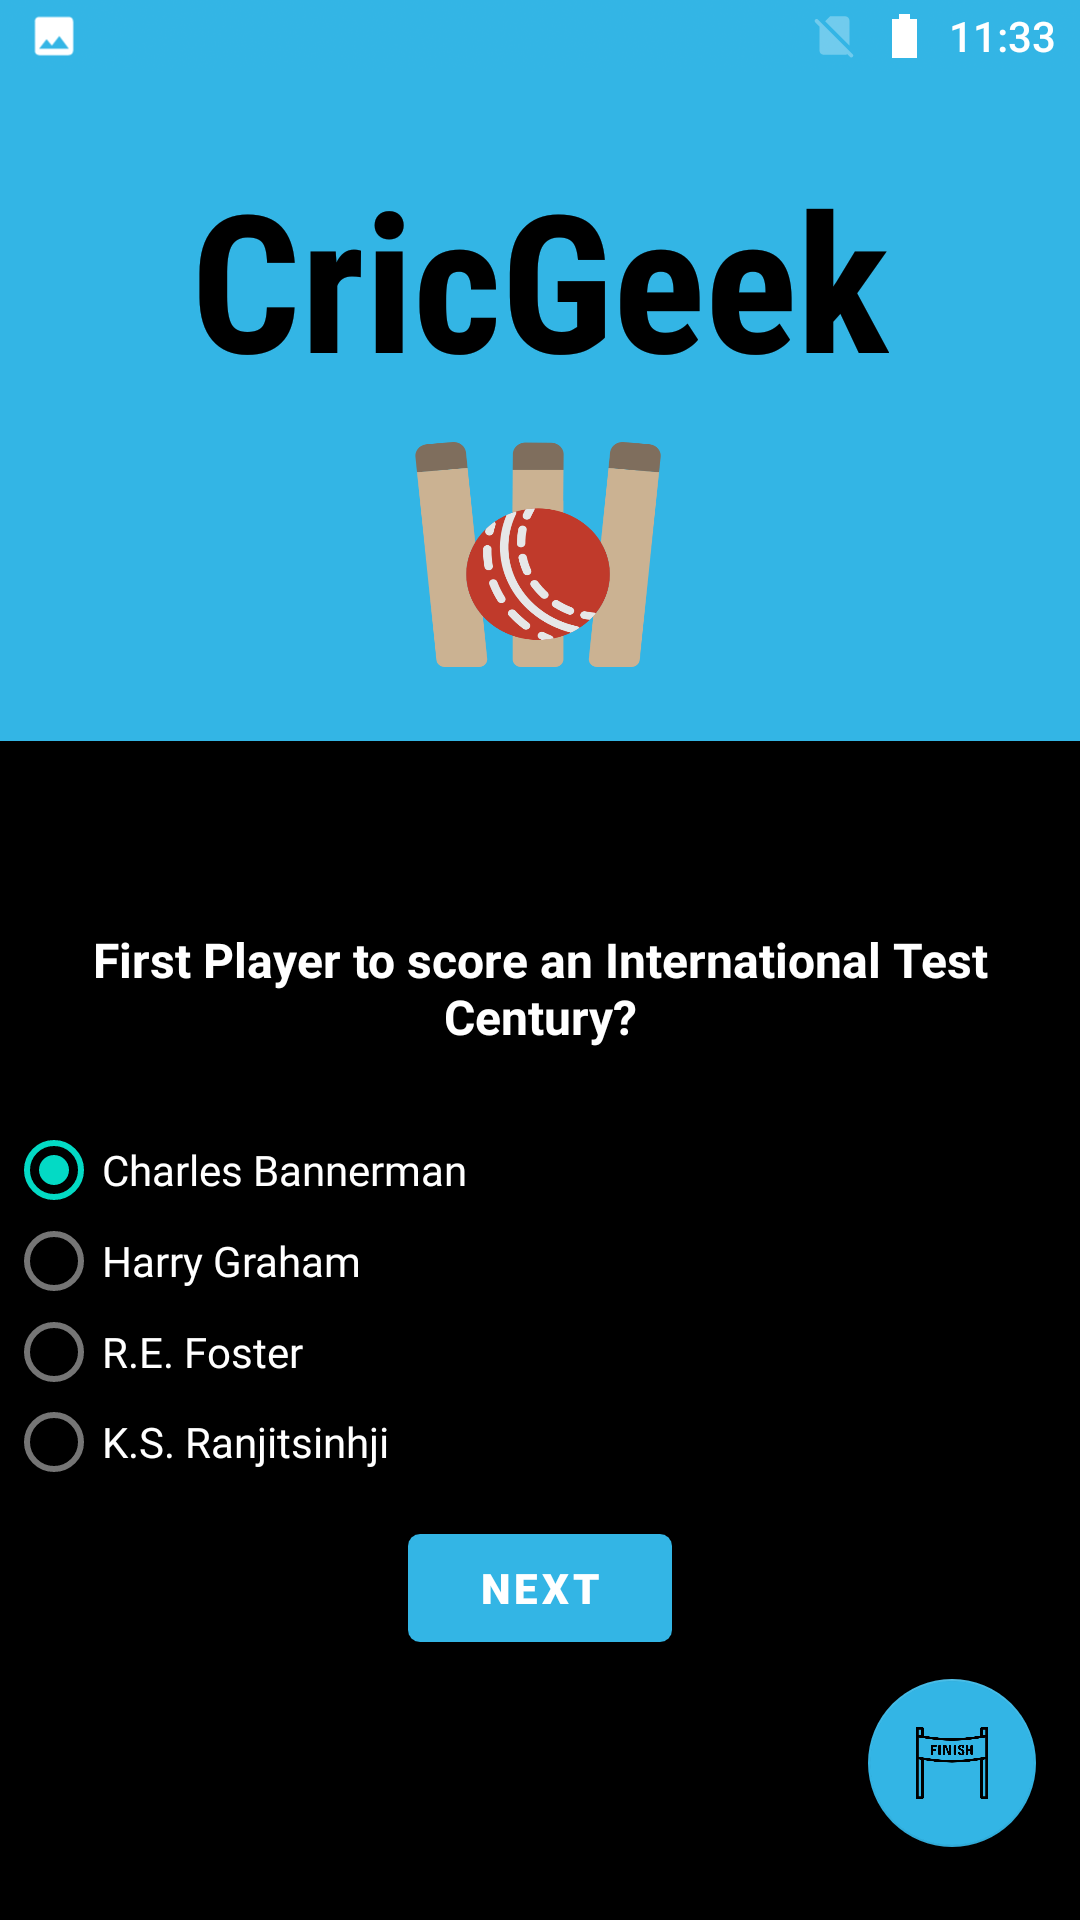 11:33
CricGeek
First Player to score an International Test
Century?
Charles Bannerman
Harry Graham
R.E. Foster
K.S. Ranjitsinhji
NEXT
FINISH